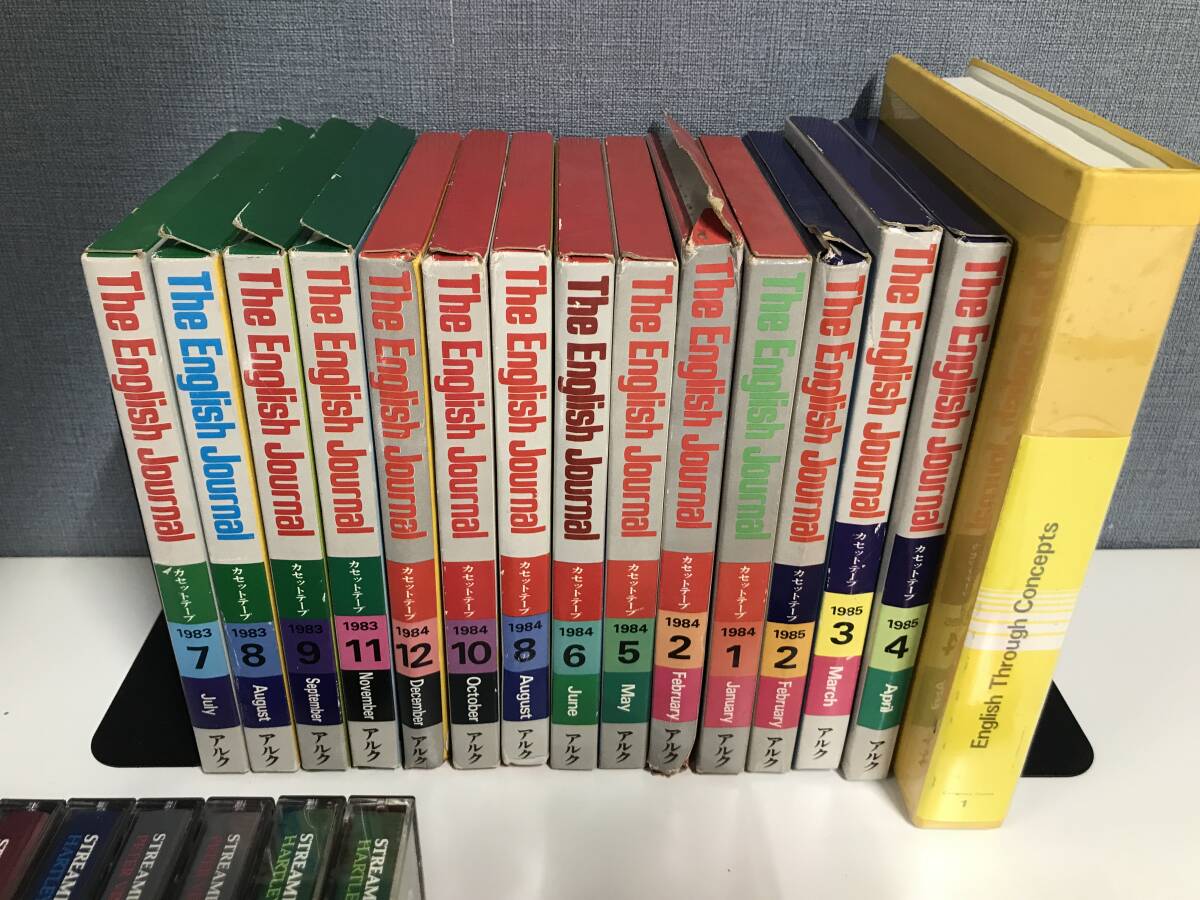 The English Journal
カセットテープ
1983
7
July
アルク
The English Journal
カセットテープ
1983
8
August
アルク
The English Journal
カセットテープ
1983
9
September
アルク
The English Journal
カセットテープ
1983
11
November
アルク
The English Journal
カセットテープ
1984
12
December
アルク
The English Journal
カセットテープ
1984
10
October
アルク
The English Journal
カセットテープ
1984
8
August
アルク
The English Journal
カセットテープ
1984
6
June
アルク
The English Journal
カセットテープ
1984
5
May
アルク
The English Journal
カセットテープ
1984
2
February
アルク
The English Journal
カセットテープ
1984
1
January
アルク
The English Journal
カセットテープ
1985
2
February
アルク
The English Journal
カセットテープ
1985
3
March
アルク
The English Journal
カセットテープ
1985
4
April
アルク
English Through Concepts
1
STREAM
HARTLE
STREAM
STREAM
STREAM
HARTLE
STREAM
HARTLEY